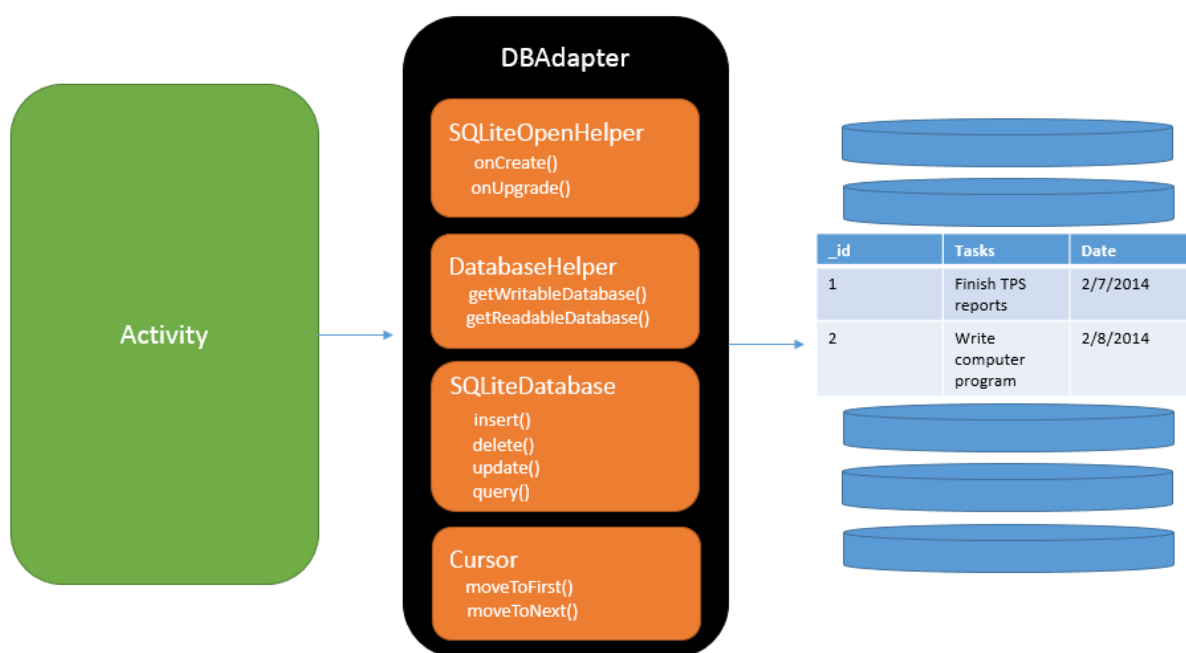 Activity
DBAdapter
SQLiteOpenHelper
onCreate()
onUpgrade()
DatabaseHelper
getWritableDatabase()
getReadableDatabase()
SQLiteDatabase
insert()
delete()
update()
query()
Cursor
moveToFirst()
moveToNext()
_id Tasks Date
1 Finish TPS 2/7/2014
reports
2 Write 2/8/2014
computer
program